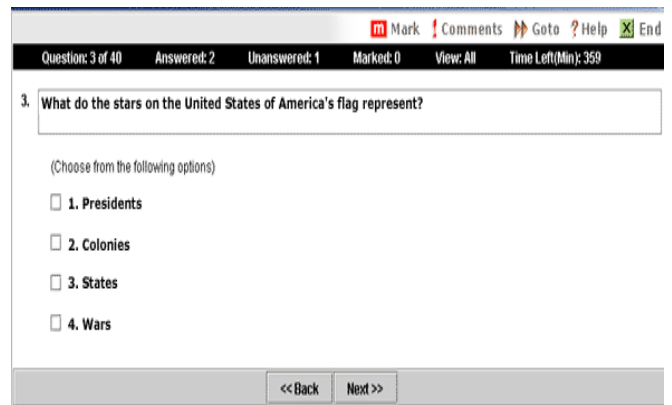 m Mark ! Comments Goto ? Help X End
Question: 3 of 40 Answered: 2 Unanswered: 1 Marked: 0 View: All Time Left(Min): 359
3. What do the stars on the United States of America's flag represent?
(Choose from the following options)
1. Presidents
2. Colonies
3. States
4. Wars
<< Back Next >>